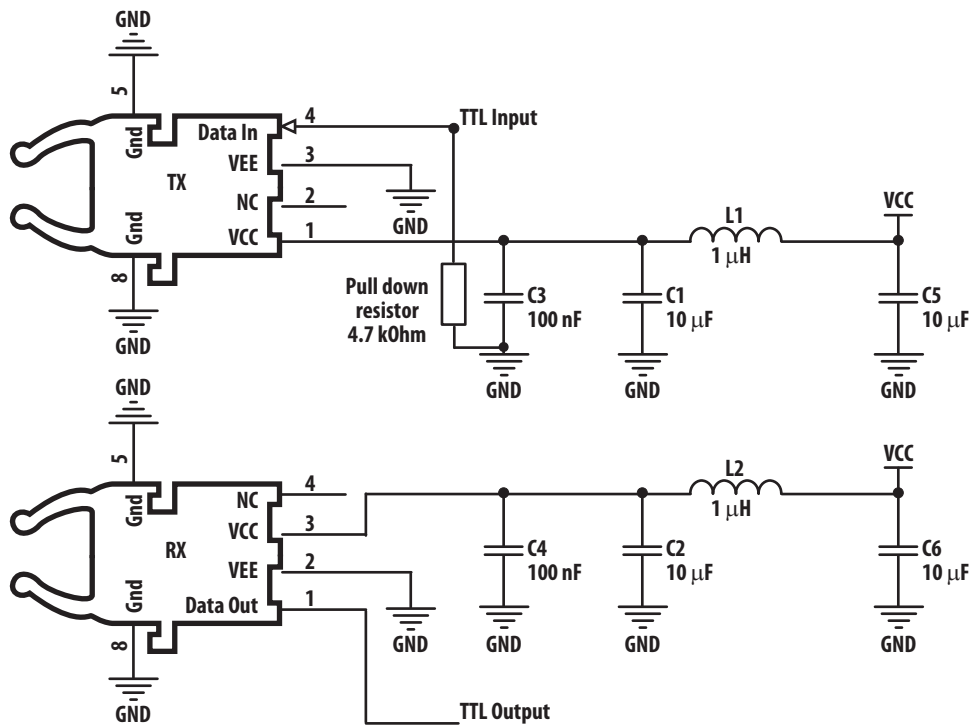 GND
5
Gnd
Data In
4
TTL Input
VEE
3
TX
NC
2
GND
VCC
1
L1
1 μH
VCC
Gnd
8
GND
Pull down
resistor
4.7 kOhm
C3
100 nF
GND
C1
10 μF
GND
C5
10 μF
GND
GND
5
Gnd
NC
4
VCC
3
RX
VEE
2
GND
Data Out
1
L2
1 μH
VCC
C4
100 nF
GND
C2
10 μF
GND
C6
10 μF
GND
Gnd
8
GND
TTL Output